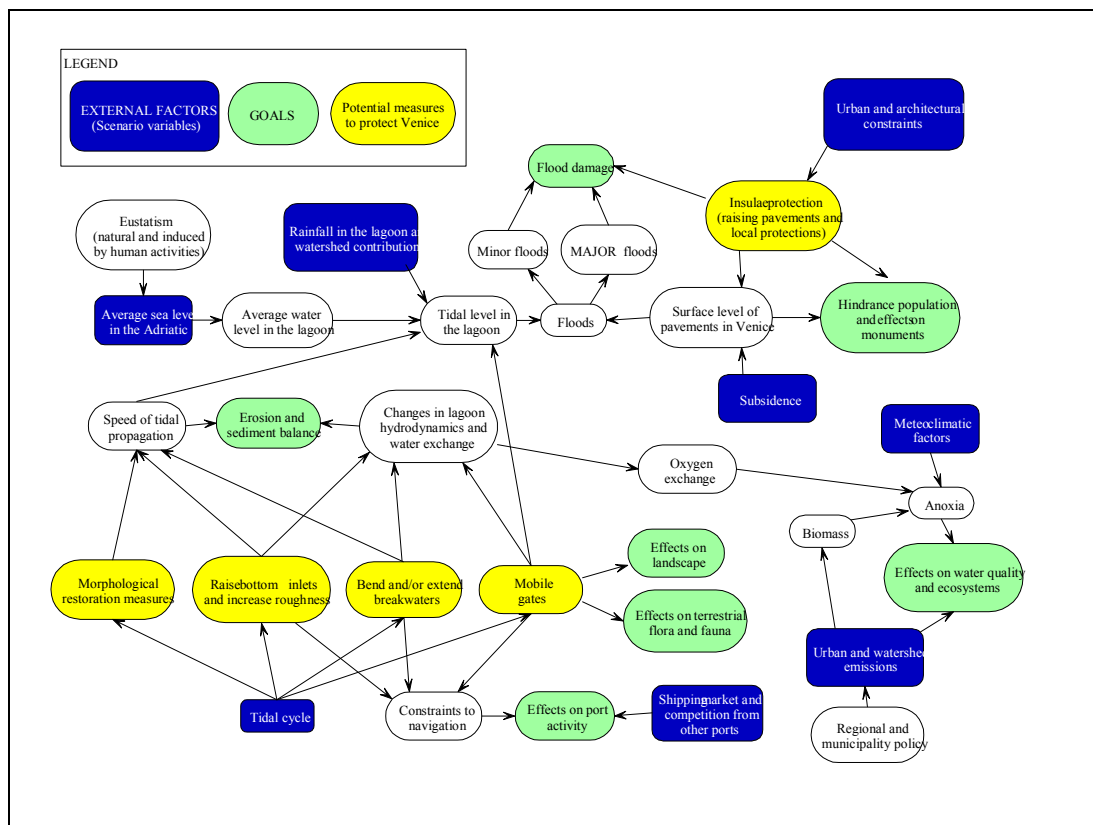 LEGEND
EXTERNAL FACTORS
(Scenario variables)
GOALS
Potential measures
to protect Venice
Urban and architectural
constraints
Flood damage
Insulaeprotection
(raising pavements and
local protections)
Eustatism
(natural and induced
by human activities)
Rainfall in the lagoon a
watershed contribution
Minor floods
MAJOR floods
Average sea leve
in the Adriatic
Average water
level in the lagoon
Tidal level in
the lagoon
Floods
Surface level of
pavements in Venice
Hindrance population
and effects on
monuments
Subsidence
Speed of tidal
propagation
Erosion and
sediment balance
Changes in lagoon
hydrodynamics and
water exchange
Meteoclimatic
factors
Oxygen
exchange
Anoxia
Biomass
Morphological
restoration measures
Raise bottom inlets
and increase roughness
Bend and/or extend
breakwaters
Mobile
gates
Effects on
landscape
Effects on terrestrial
flora and fauna
Effects on water quality
and ecosystems
Urban and watershed
emissions
Tidal cycle
Constraints to
navigation
Effects on port
activity
Shipping market and
competition from
other ports
Regional and
municipality policy